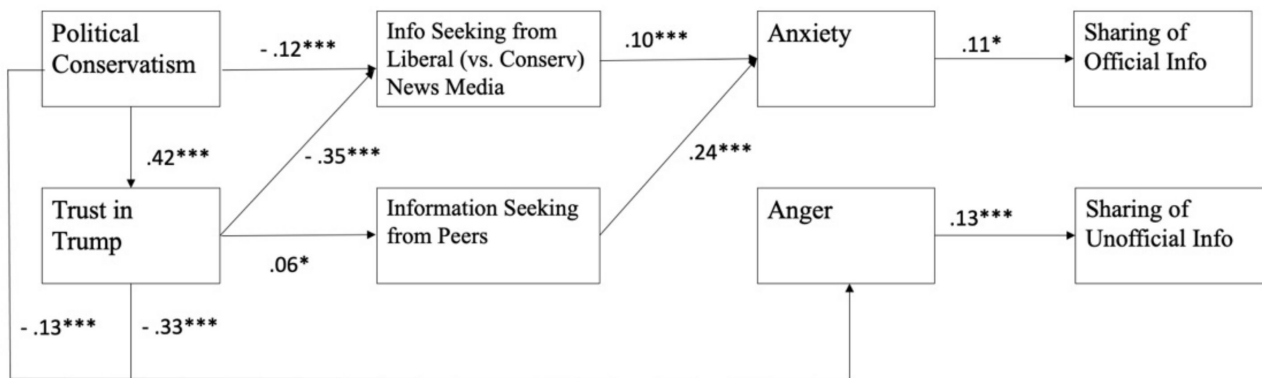 Political
Conservatism
- .12***
Info Seeking from
Liberal (vs. Conserv)
News Media
.10***
Anxiety
.11*
Sharing of
Official Info
.42***
- .35***
.24***
Trust in
Trump
.06*
Information Seeking
from Peers
Anger
.13***
Sharing of
Unofficial Info
- .13***
- .33***